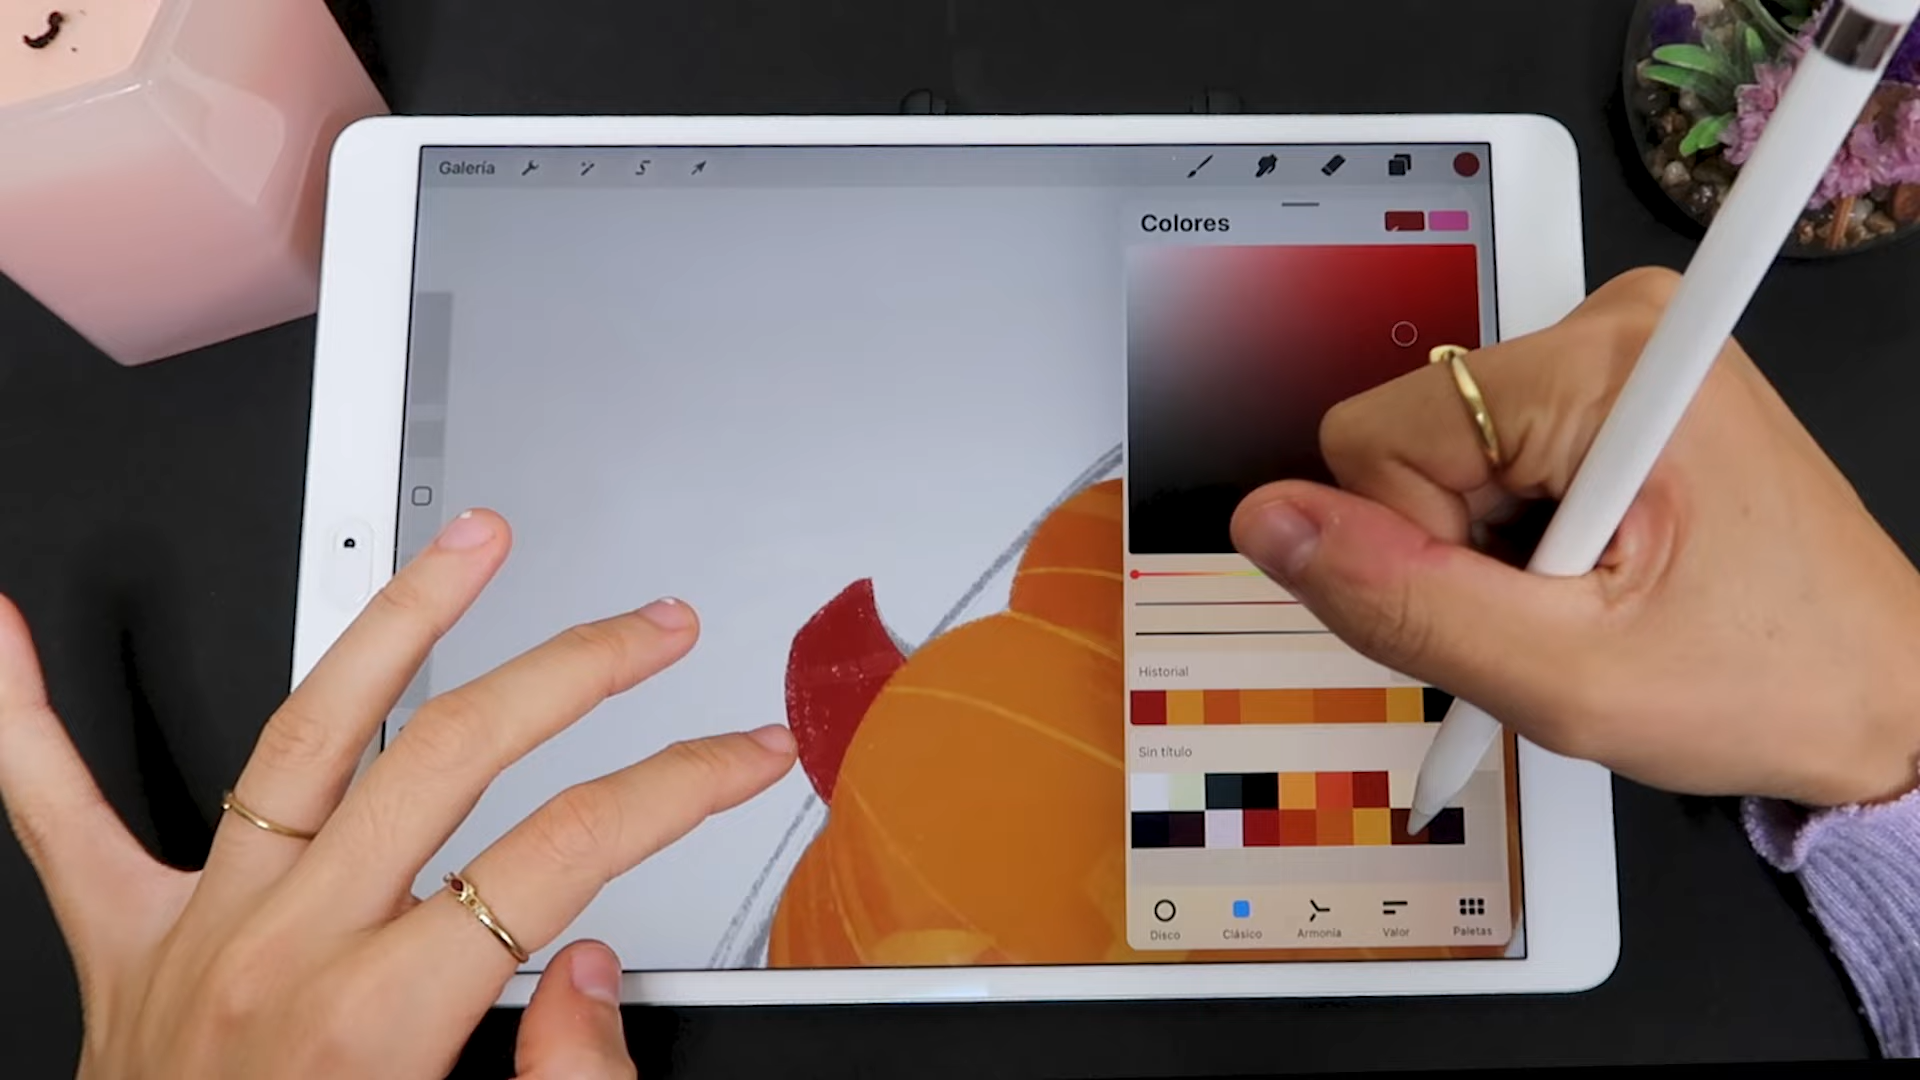 Galería
Colores
Historial
Sin título
Disco Clásico Armonía Valor Paletas